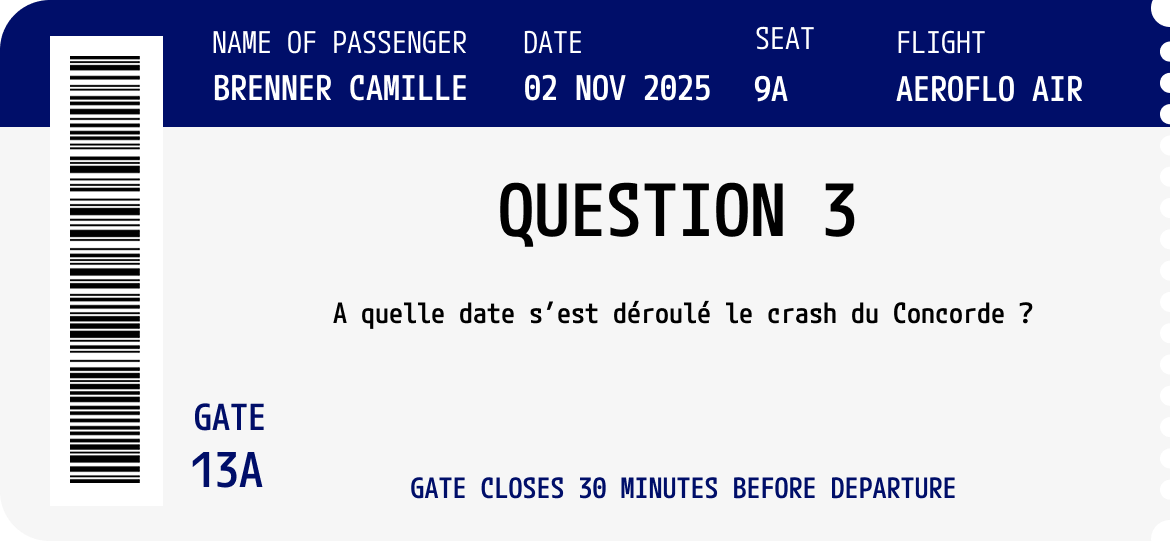 NAME OF PASSENGER DATE SEAT FLIGHT
BRENNER CAMILLE 02 NOV 2025 9A AEROFLO AIR
QUESTION 3
A quelle date s’est déroulé le crash du Concorde ?
GATE
13A
GATE CLOSES 30 MINUTES BEFORE DEPARTURE